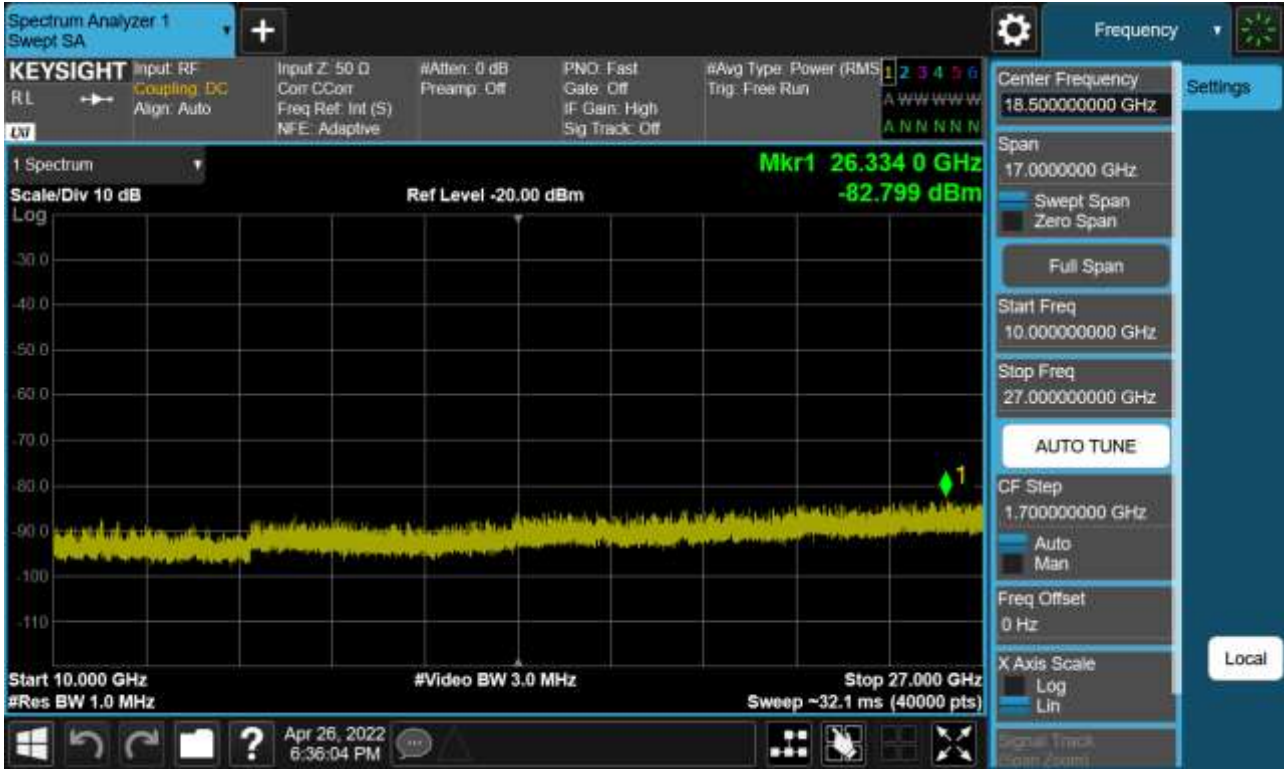 Spectrum Analyzer 1
Swept SA
+
Frequency
KEYSIGHT
RL
LXI
Input: RF
Coupling: DC
Align: Auto
Input Z: 50 Ω
Corr CCorr
Freq Ref: Int (S)
NFE: Adaptive
#Atten: 0 dB
Preamp: Off
PNO: Fast
Gate: Off
IF Gain: High
Sig Track: Off
#Avg Type: Power (RMS
Trig: Free Run
1 2 3 4 5 6
A W W W W W
A N N N N N
1 Spectrum
Scale/Div 10 dB
Log
Ref Level -20.00 dBm
Mkr1 26.334 0 GHz
-82.799 dBm
-30.0
-40.0
-50.0
-60.0
-70.0
-80.0
-90.0
-100
-110
1
Start 10.000 GHz
#Res BW 1.0 MHz
#Video BW 3.0 MHz
Stop 27.000 GHz
Sweep ~32.1 ms (40000 pts)
Center Frequency
18.500000000 GHz
Settings
Span
17.0000000 GHz
Swept Span
Zero Span
Full Span
Start Freq
10.000000000 GHz
Stop Freq
27.000000000 GHz
AUTO TUNE
CF Step
1.700000000 GHz
Auto
Man
Freq Offset
0 Hz
X Axis Scale
Log
Lin
Signal Track
(Span Zoom)
Local
?
Apr 26, 2022
6:36:04 PM